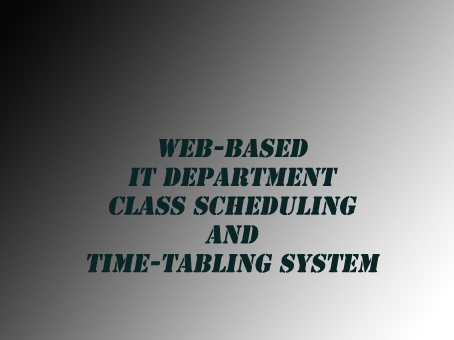 WEB-BASED
IT DEPARTMENT
CLASS SCHEDULING
AND
TIME-TABLING SYSTEM